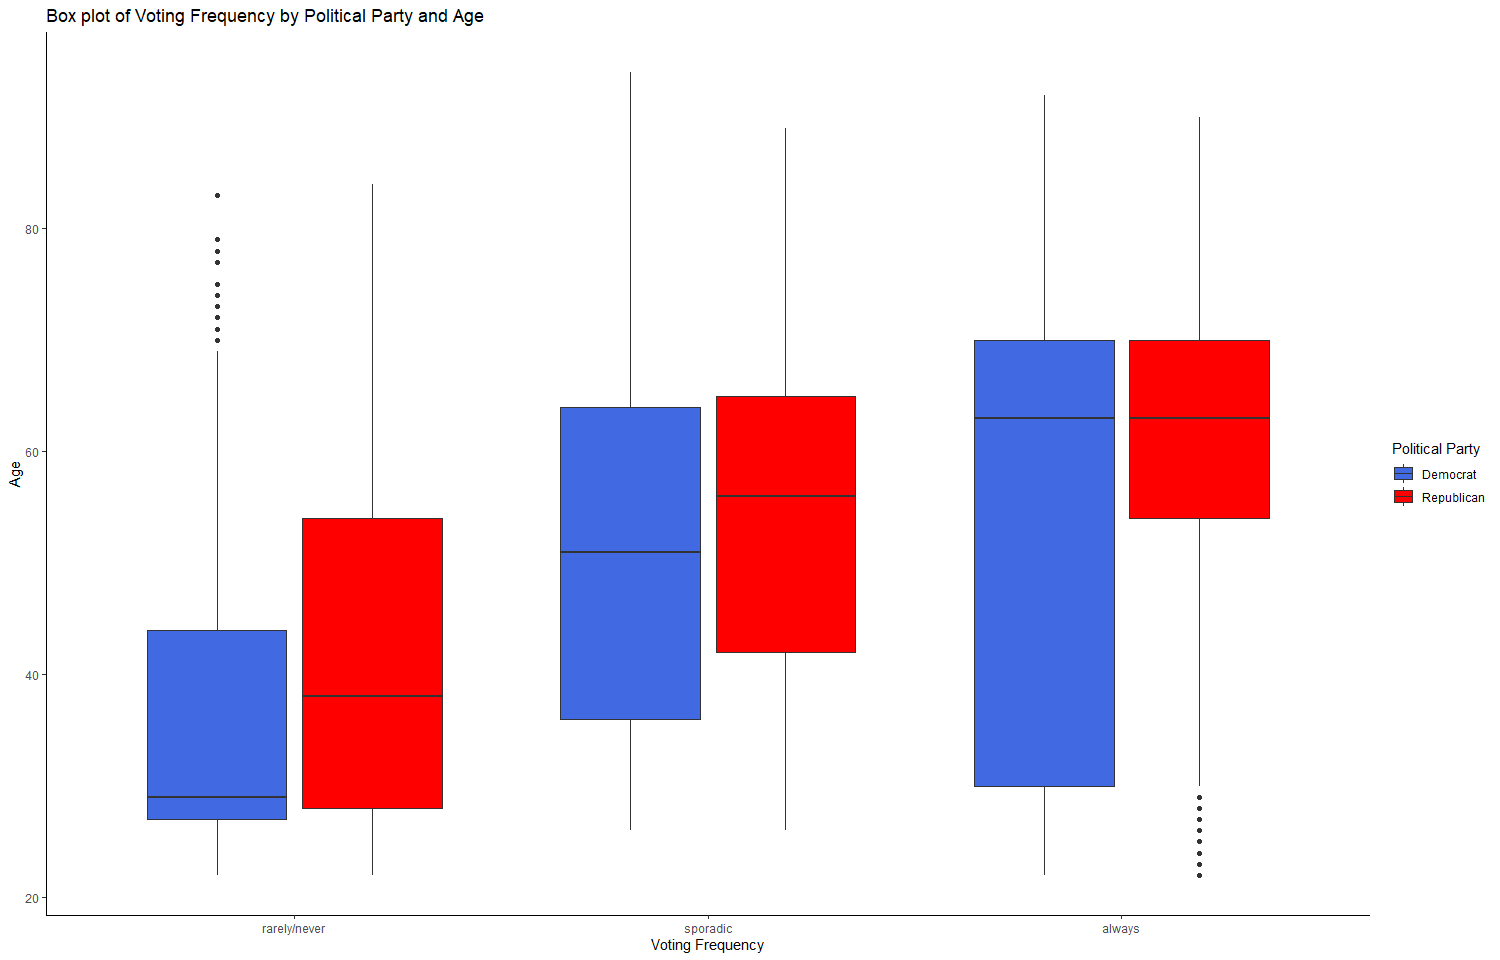 Box plot of Voting Frequency by Political Party and Age
80
60
40
20
Age
rarely/never
sporadic
always
Voting Frequency
Political Party
Democrat
Republican